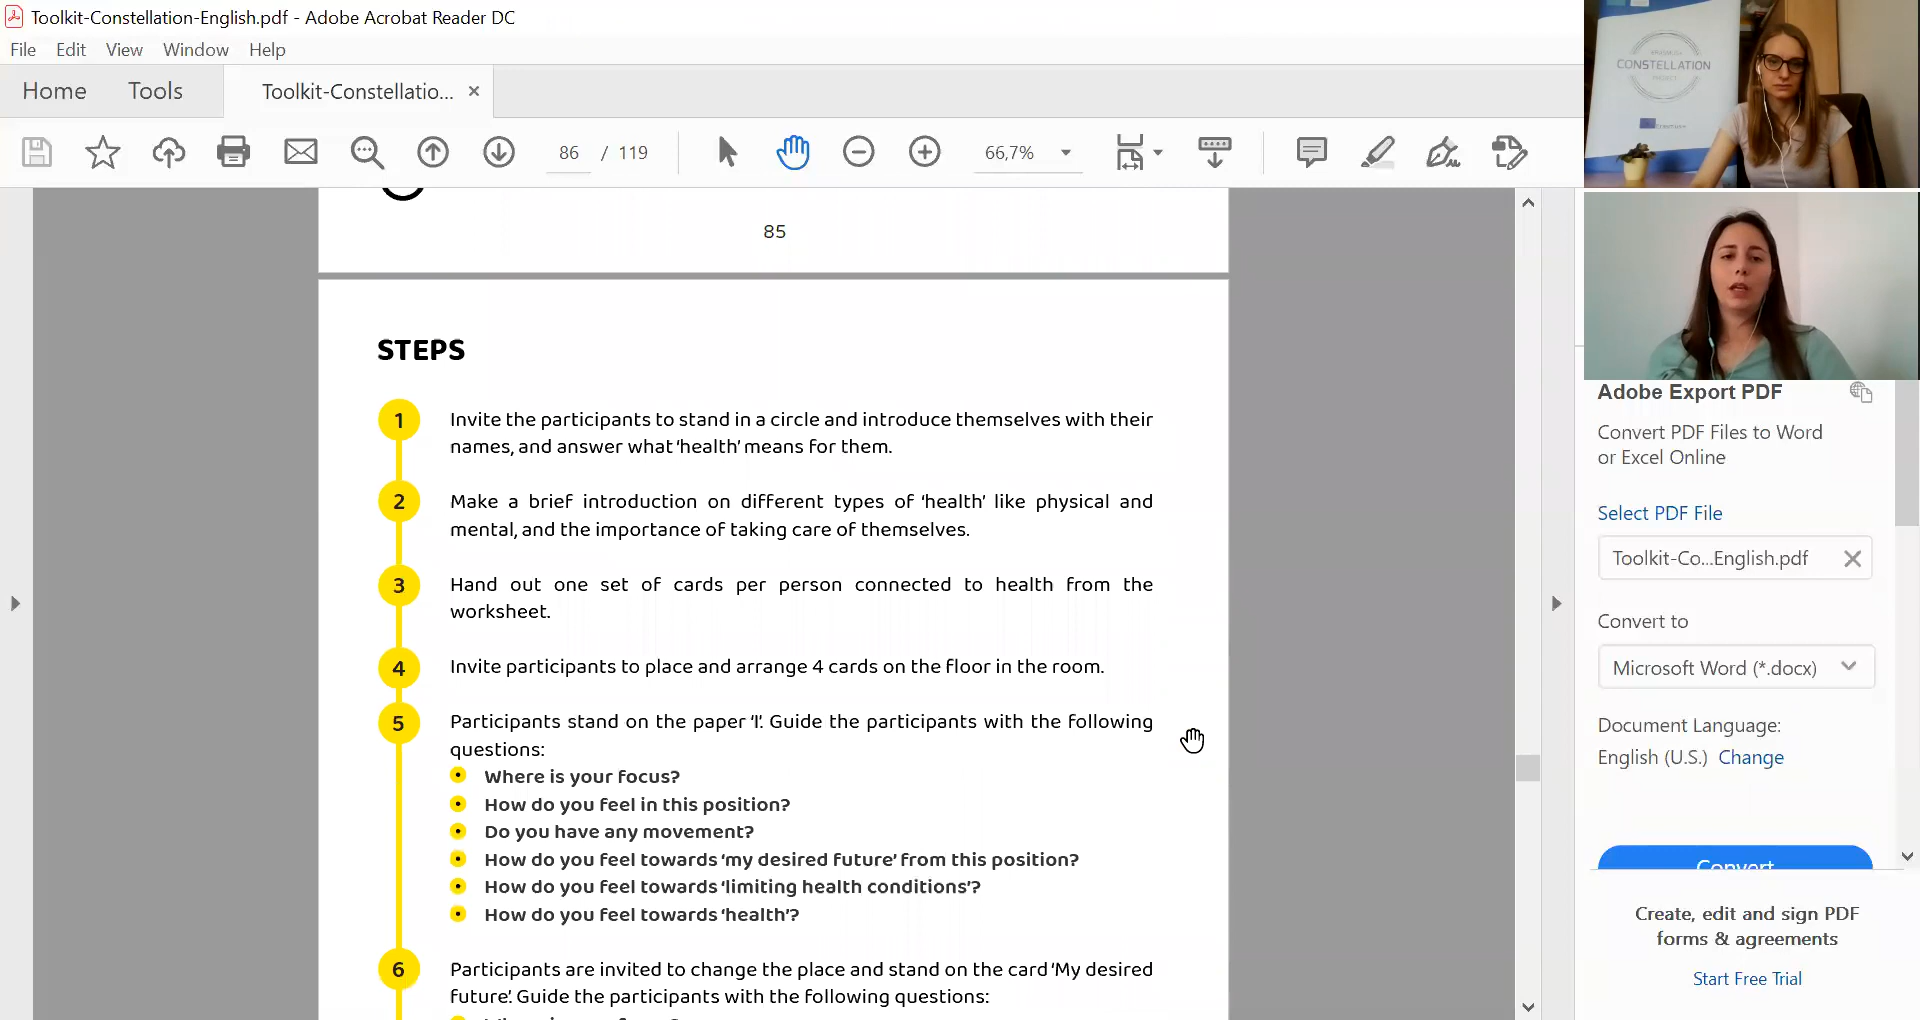 Toolkit-Constellation-English.pdf - Adobe Acrobat Reader DC
File Edit View Window Help
Home Tools Toolkit-Constellatio... ×
86 / 119 66,7%
CONSTELLATION
85
STEPS
1 Invite the participants to stand in a circle and introduce themselves with their
names, and answer what ‘health’ means for them.
2 Make a brief introduction on different types of ‘health’ like physical and
mental, and the importance of taking care of themselves.
3 Hand out one set of cards per person connected to health from the
worksheet.
4 Invite participants to place and arrange 4 cards on the floor in the room.
5 Participants stand on the paper ‘I’. Guide the participants with the following
questions:
Where is your focus?
How do you feel in this position?
Do you have any movement?
How do you feel towards ‘my desired future’ from this position?
How do you feel towards ‘limiting health conditions’?
How do you feel towards ‘health’?
6 Participants are invited to change the place and stand on the card ‘My desired
future’. Guide the participants with the following questions:
Adobe Export PDF
Convert PDF Files to Word
or Excel Online
Select PDF File
Toolkit-Co...English.pdf
Convert to
Microsoft Word (*.docx)
Document Language:
English (U.S.) Change
Convert
Create, edit and sign PDF
forms & agreements
Start Free Trial